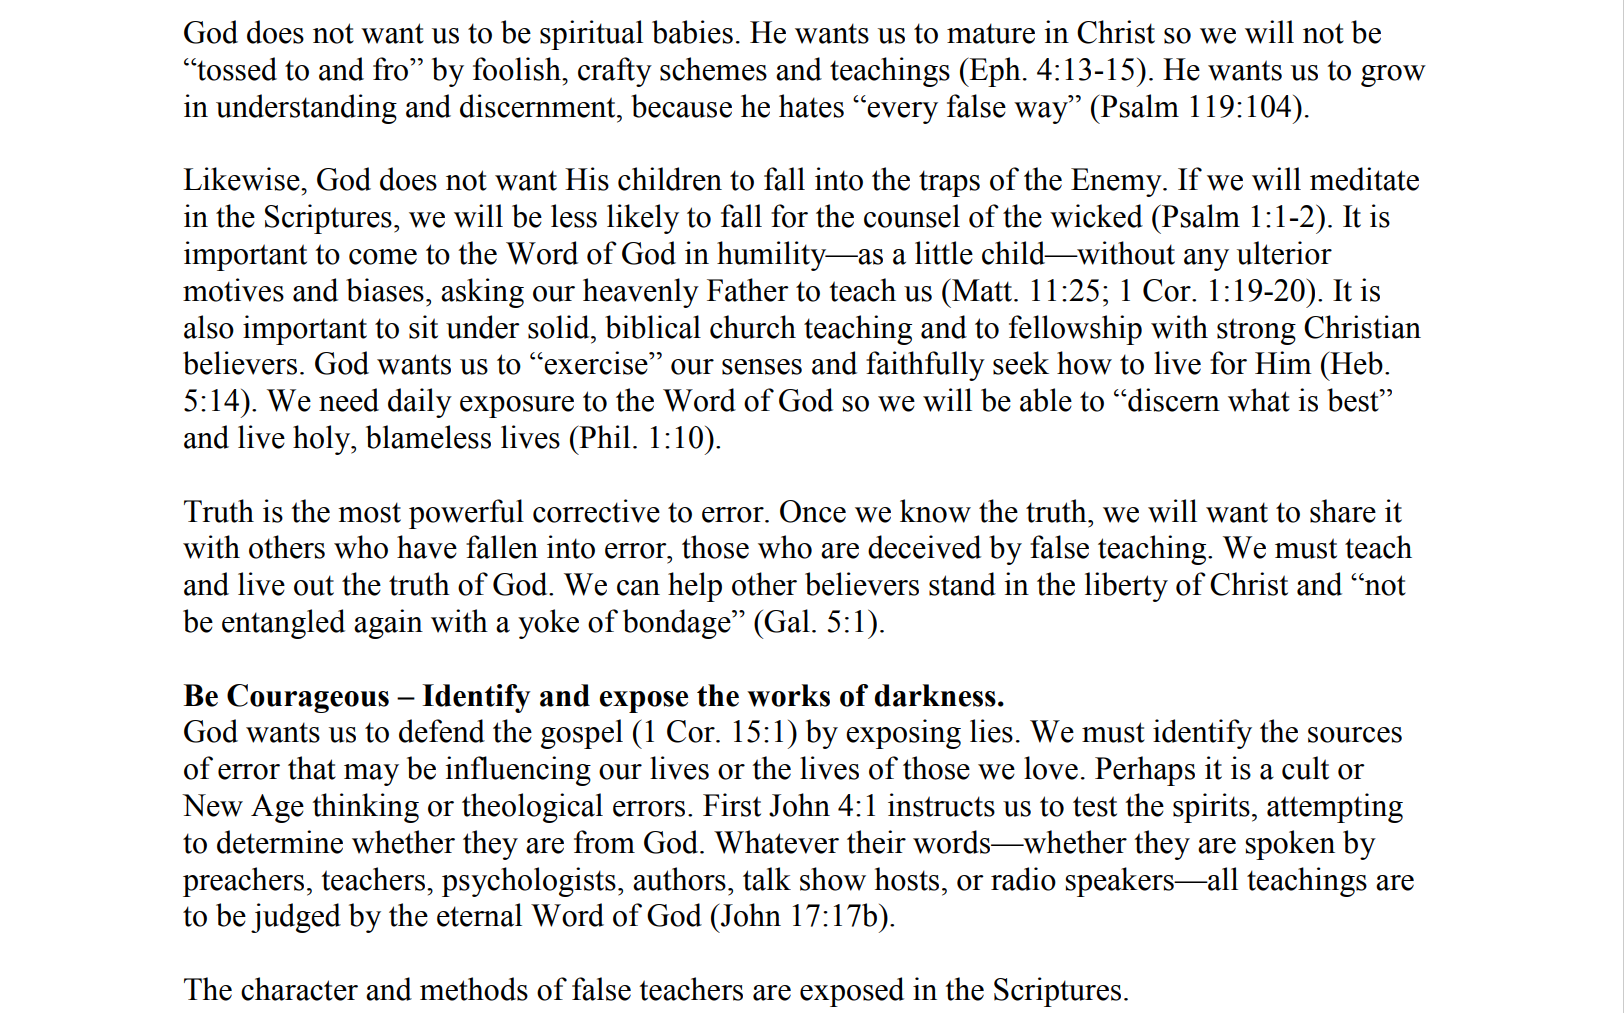 God does not want us to be spiritual babies. He wants us to mature in Christ so we will not be
“tossed to and fro” by foolish, crafty schemes and teachings (Eph. 4:13-15). He wants us to grow
in understanding and discernment, because he hates “every false way” (Psalm 119:104).
Likewise, God does not want His children to fall into the traps of the Enemy. If we will meditate
in the Scriptures, we will be less likely to fall for the counsel of the wicked (Psalm 1:1-2). It is
important to come to the Word of God in humility—as a little child—without any ulterior
motives and biases, asking our heavenly Father to teach us (Matt. 11:25; 1 Cor. 1:19-20). It is
also important to sit under solid, biblical church teaching and to fellowship with strong Christian
believers. God wants us to “exercise” our senses and faithfully seek how to live for Him (Heb.
5:14). We need daily exposure to the Word of God so we will be able to “discern what is best”
and live holy, blameless lives (Phil. 1:10).
Truth is the most powerful corrective to error. Once we know the truth, we will want to share it
with others who have fallen into error, those who are deceived by false teaching. We must teach
and live out the truth of God. We can help other believers stand in the liberty of Christ and “not
be entangled again with a yoke of bondage” (Gal. 5:1).
Be Courageous – Identify and expose the works of darkness.
God wants us to defend the gospel (1 Cor. 15:1) by exposing lies. We must identify the sources
of error that may be influencing our lives or the lives of those we love. Perhaps it is a cult or
New Age thinking or theological errors. First John 4:1 instructs us to test the spirits, attempting
to determine whether they are from God. Whatever their words—whether they are spoken by
preachers, teachers, psychologists, authors, talk show hosts, or radio speakers—all teachings are
to be judged by the eternal Word of God (John 17:17b).
The character and methods of false teachers are exposed in the Scriptures.